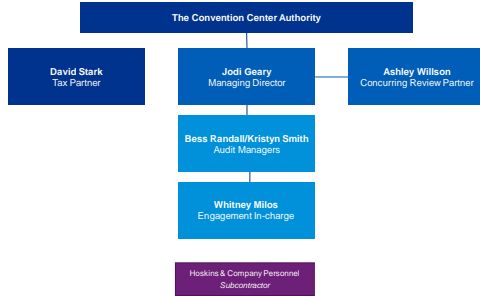 The Convention Center Authority
David Stark
Tax Partner
Jodi Geary
Managing Director
Ashley Willson
Concurring Review Partner
Bess Randall/Kristyn Smith
Audit Managers
Whitney Milos
Engagement In-charge
Hoskins & Company Personnel
Subcontractor